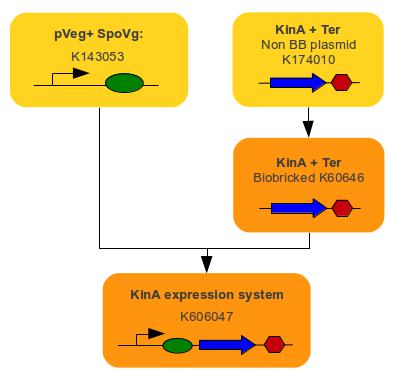 pVeg+ SpoVg:
K143053
KinA + Ter
Non BB plasmid
K174010
KinA + Ter
Biobricked K60646
KinA expression system
K606047